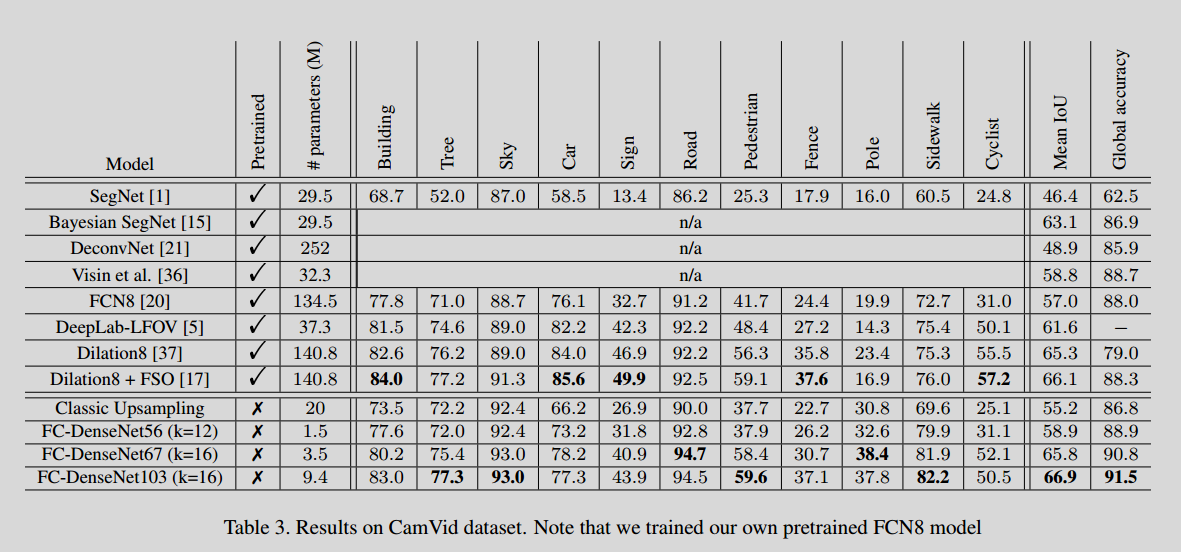 Model Pretrained # parameters (M) Building Tree Sky Car Sign Road Pedestrian Fence Pole Sidewalk Cyclist Mean IoU Global accuracy
SegNet [1] ✓ 29.5 68.7 52.0 87.0 58.5 13.4 86.2 25.3 17.9 16.0 60.5 24.8 46.4 62.5
Bayesian SegNet [15] ✓ 29.5 n/a 63.1 86.9
DeconvNet [21] ✓ 252 n/a 48.9 85.9
Visin et al. [36] ✓ 32.3 n/a 58.8 88.7
FCN8 [20] ✓ 134.5 77.8 71.0 88.7 76.1 32.7 91.2 41.7 24.4 19.9 72.7 31.0 57.0 88.0
DeepLab-LFOV [5] ✓ 37.3 81.5 74.6 89.0 82.2 42.3 92.2 48.4 27.2 14.3 75.4 50.1 61.6 −
Dilation8 [37] ✓ 140.8 82.6 76.2 89.0 84.0 46.9 92.2 56.3 35.8 23.4 75.3 55.5 65.3 79.0
Dilation8 + FSO [17] ✓ 140.8 84.0 77.2 91.3 85.6 49.9 92.5 59.1 37.6 16.9 76.0 57.2 66.1 88.3
Classic Upsampling ✗ 20 73.5 72.2 92.4 66.2 26.9 90.0 37.7 22.7 30.8 69.6 25.1 55.2 86.8
FC-DenseNet56 (k=12) ✗ 1.5 77.6 72.0 92.4 73.2 31.8 92.8 37.9 26.2 32.6 79.9 31.1 58.9 88.9
FC-DenseNet67 (k=16) ✗ 3.5 80.2 75.4 93.0 78.2 40.9 94.7 58.4 30.7 38.4 81.9 52.1 65.8 90.8
FC-DenseNet103 (k=16) ✗ 9.4 83.0 77.3 93.0 77.3 43.9 94.5 59.6 37.1 37.8 82.2 50.5 66.9 91.5
Table 3. Results on CamVid dataset. Note that we trained our own pretrained FCN8 model